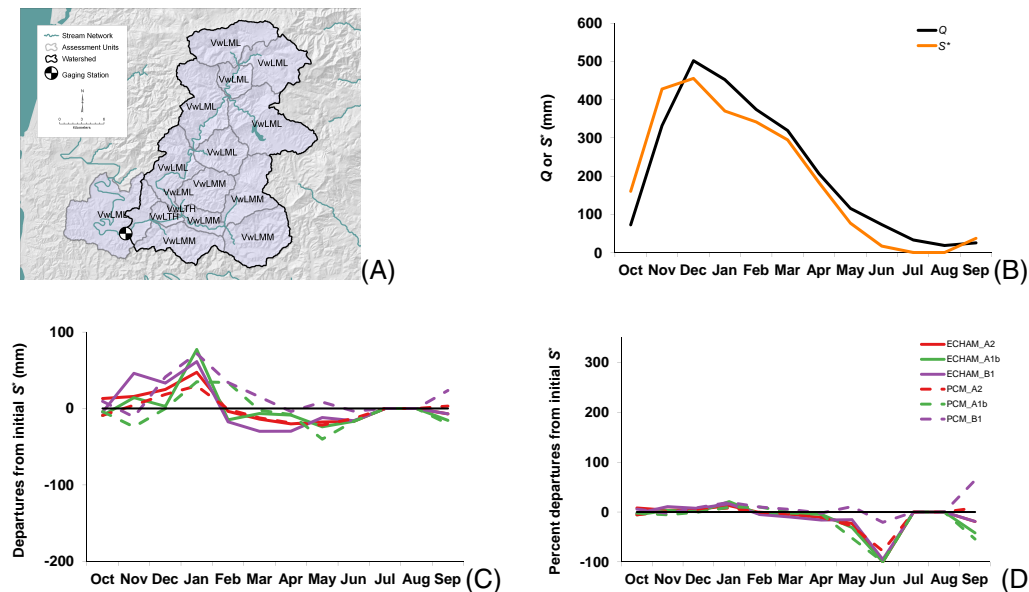 Stream Network
Assessment Units
Watershed
Gaging Station
N
Kilometers
VwLML
VwLML
VwLML
VwLML
VwLML
VwLML
VwLML
VwLMM
VwLML
VwLMM
VwLTH
VwLML
VwLTH
VwLMM
VwLMM
VwLMM
(A)
Q or S* (mm)
600
500
400
300
200
100
0
Q
S*
Oct Nov Dec Jan Feb Mar Apr May Jun Jul Aug Sep
(B)
Departures from initial S* (mm)
100
0
-100
-200
Oct Nov Dec Jan Feb Mar Apr May Jun Jul Aug Sep
(C)
Percent departures from initial S*
300
200
100
0
-100
ECHAM_A2
ECHAM_A1b
ECHAM_B1
PCM_A2
PCM_A1b
PCM_B1
Oct Nov Dec Jan Feb Mar Apr May Jun Jul Aug Sep
(D